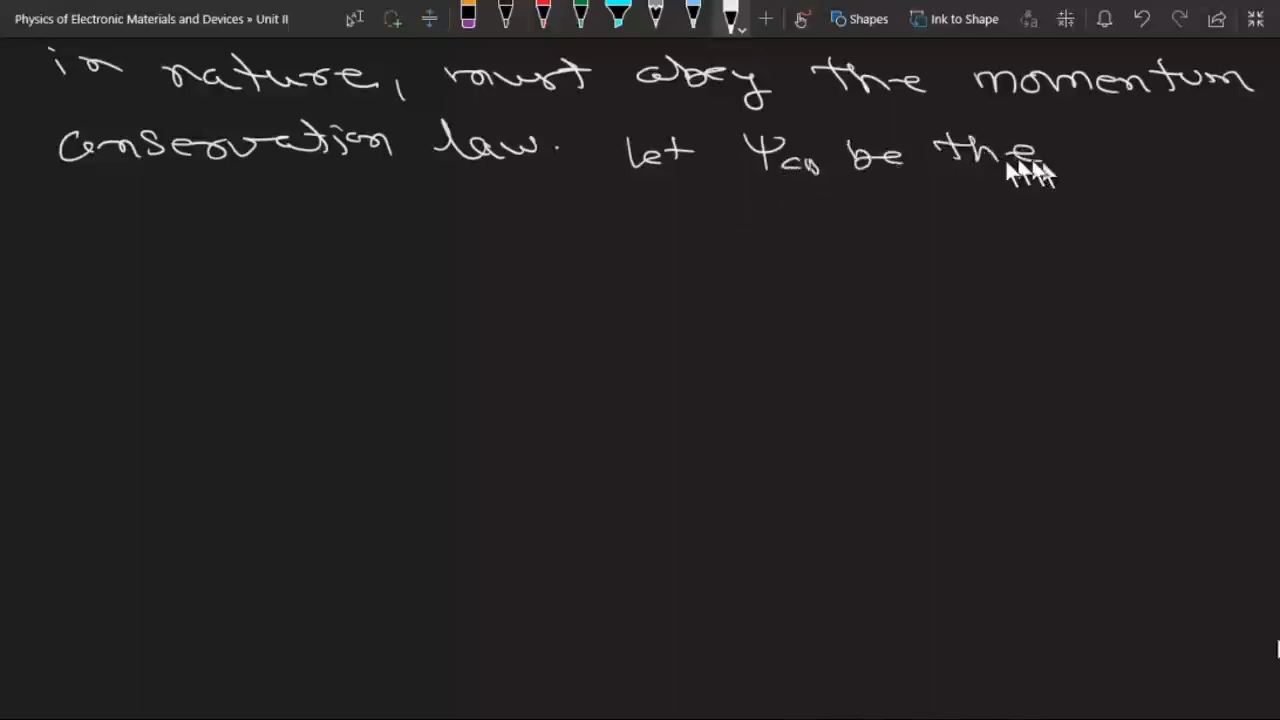 Physics of Electronic Materials and Devices » Unit II
Shapes
Ink to Shape
in nature, must obey the momentum
conservation law. Let Ψ be the